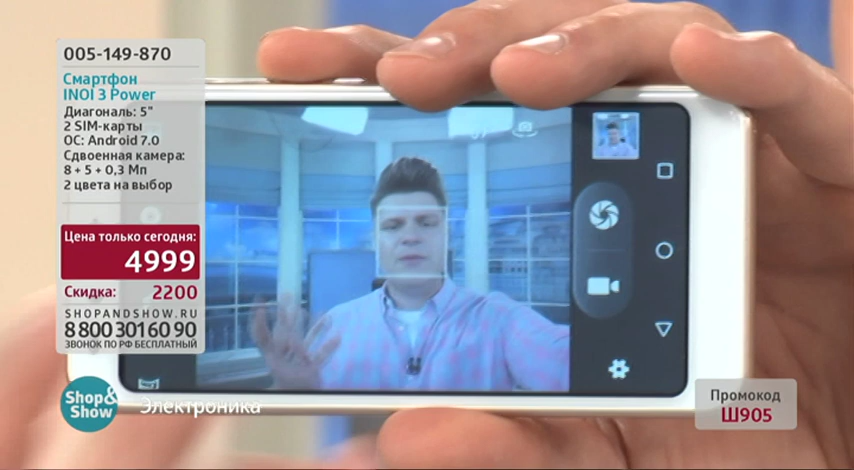 005-149-870
Смартфон
INOI 3 Power
Диагональ: 5"
2 SIM-карты
ОС: Android 7.0
Сдвоенная камера:
8 + 5 + 0,3 Мп
2 цвета на выбор
Цена только сегодня:
4999
Скидка: 2200
SHOPANDSHOW.RU
8 800 301 60 90
ЗВОНОК ПО РФ БЕСПЛАТНЫЙ
Shop&
Show
Электроника
Промокод
Ш905